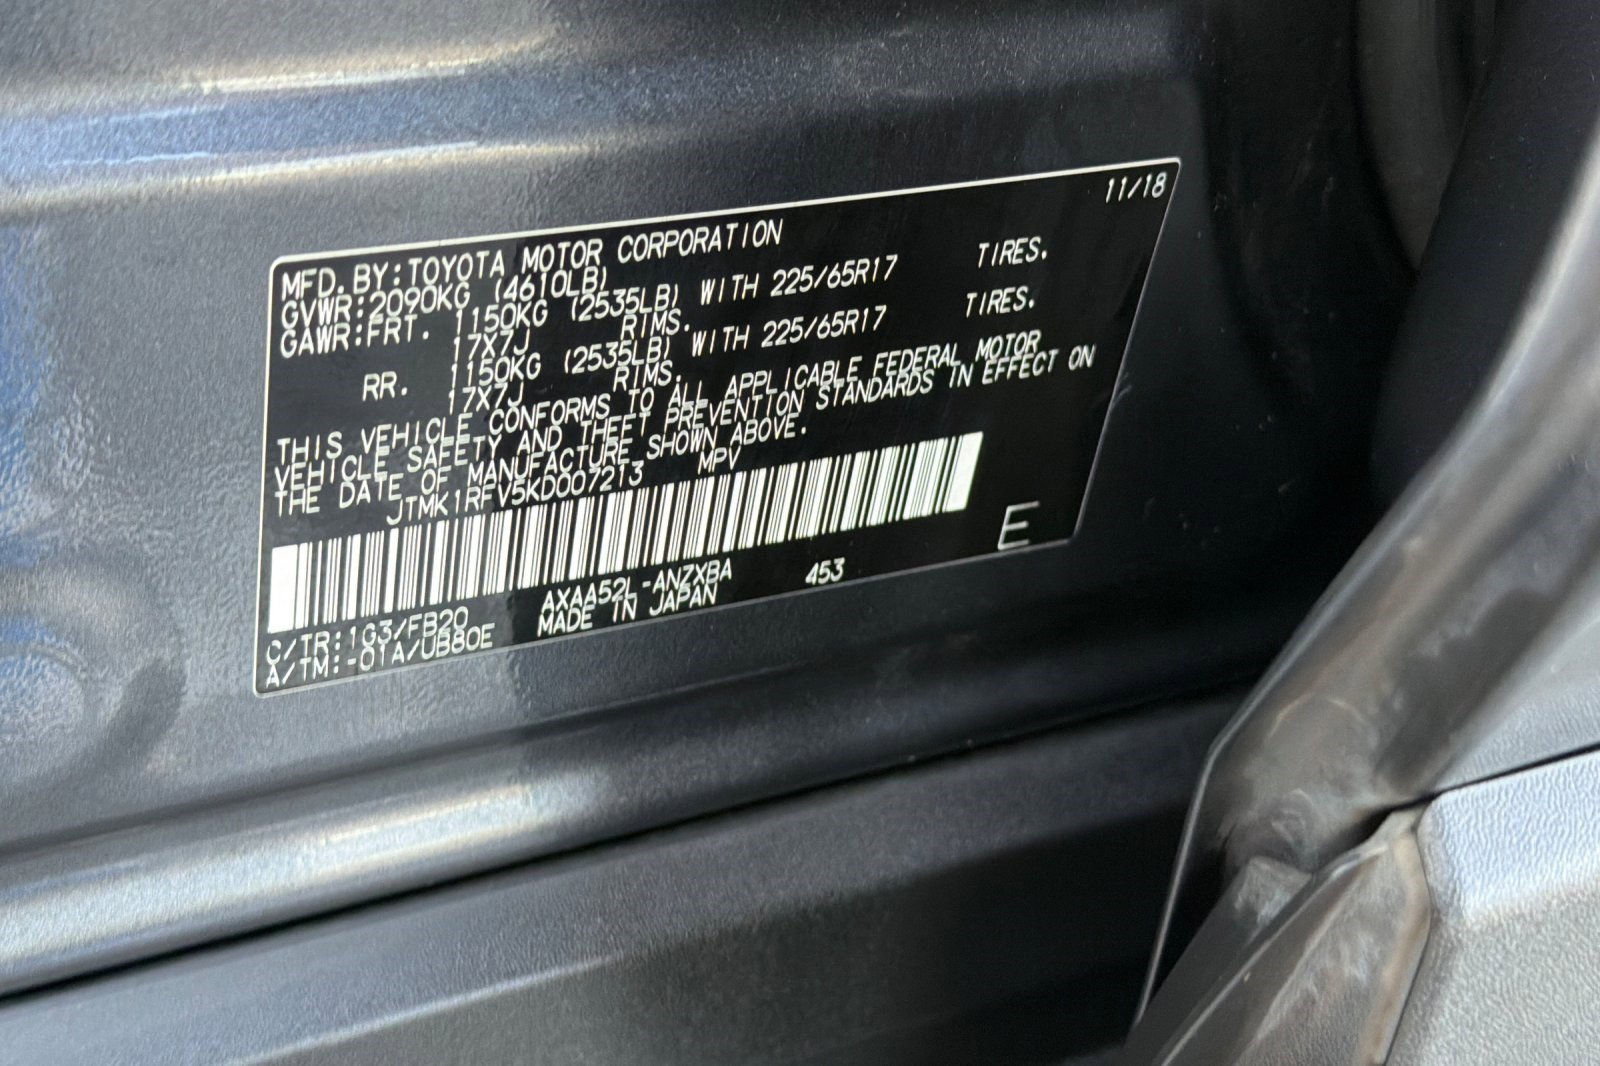 11/18
MFD.BY:TOYOTA MOTOR CORPORATION
GVWR:2090KG (4610LB)
GAWR:FRT. 1150KG (2535LB) WITH 225/65R17 TIRES.
17X7J RIMS.
RR. 1150KG (2535LB) WITH 225/65R17 TIRES.
17X7J RIMS.
THIS VEHICLE CONFORMS TO ALL APPLICABLE FEDERAL MOTOR
VEHICLE SAFETY AND THEFT PREVENTION STANDARDS IN EFFECT ON
THE DATE OF MANUFACTURE SHOWN ABOVE.
JTMK1RFV5KD007213 MPV
E
C/TR:1G3/FB20 AXAA52L-ANZXBA 453
A/TM:-01A/UB80E MADE IN JAPAN